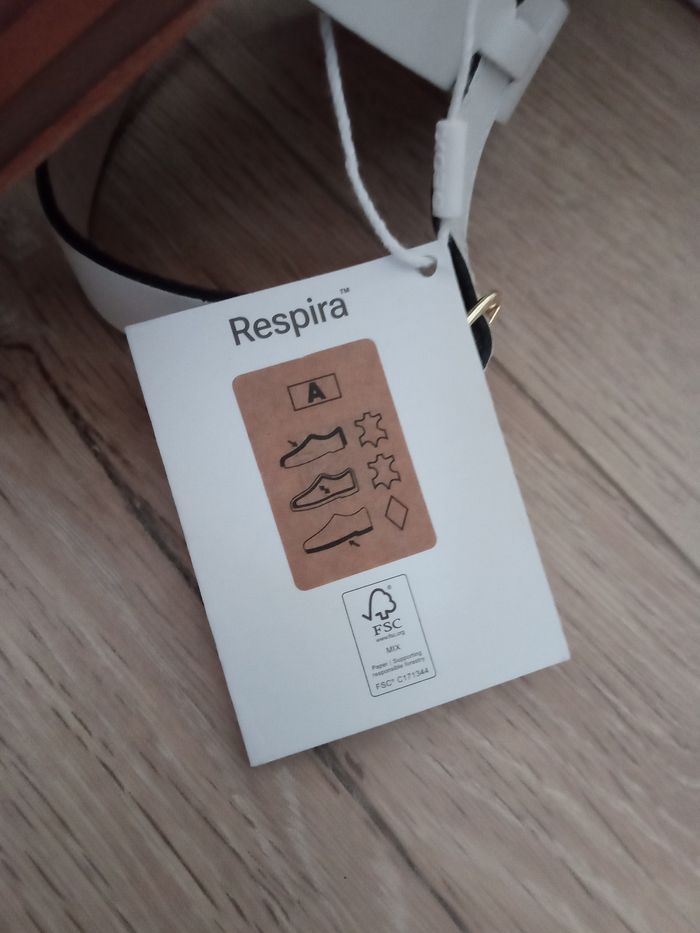 Respira™
A
FSC®
www.fsc.org
MIX
Paper | Supporting
responsible forestry
FSC® C171344